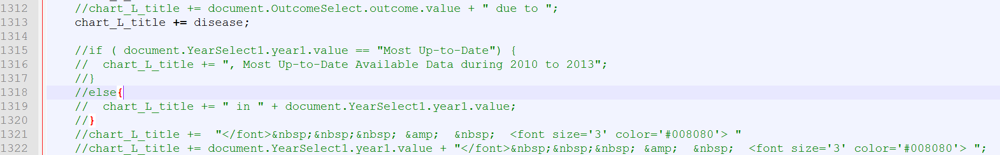 1312 //chart_L_title += document.OutcomeSelect.outcome.value + " due to ";
1313 chart_L_title += disease;
1314
1315 //if ( document.YearSelect1.year1.value == "Most Up-to-Date") {
1316 //  chart_L_title += ", Most Up-to-Date Available Data during 2010 to 2013";
1317 //}
1318 //else{
1319 //  chart_L_title += " in " + document.YearSelect1.year1.value;
1320 //}
1321 //chart_L_title +=  "</font>&nbsp;&nbsp;&nbsp; &amp;  &nbsp;  <font size='3' color='#008080'> "
1322 //chart_L_title += document.YearSelect1.year1.value + "</font>&nbsp;&nbsp;&nbsp; &amp;  &nbsp;  <font size='3' color='#008080'> ";